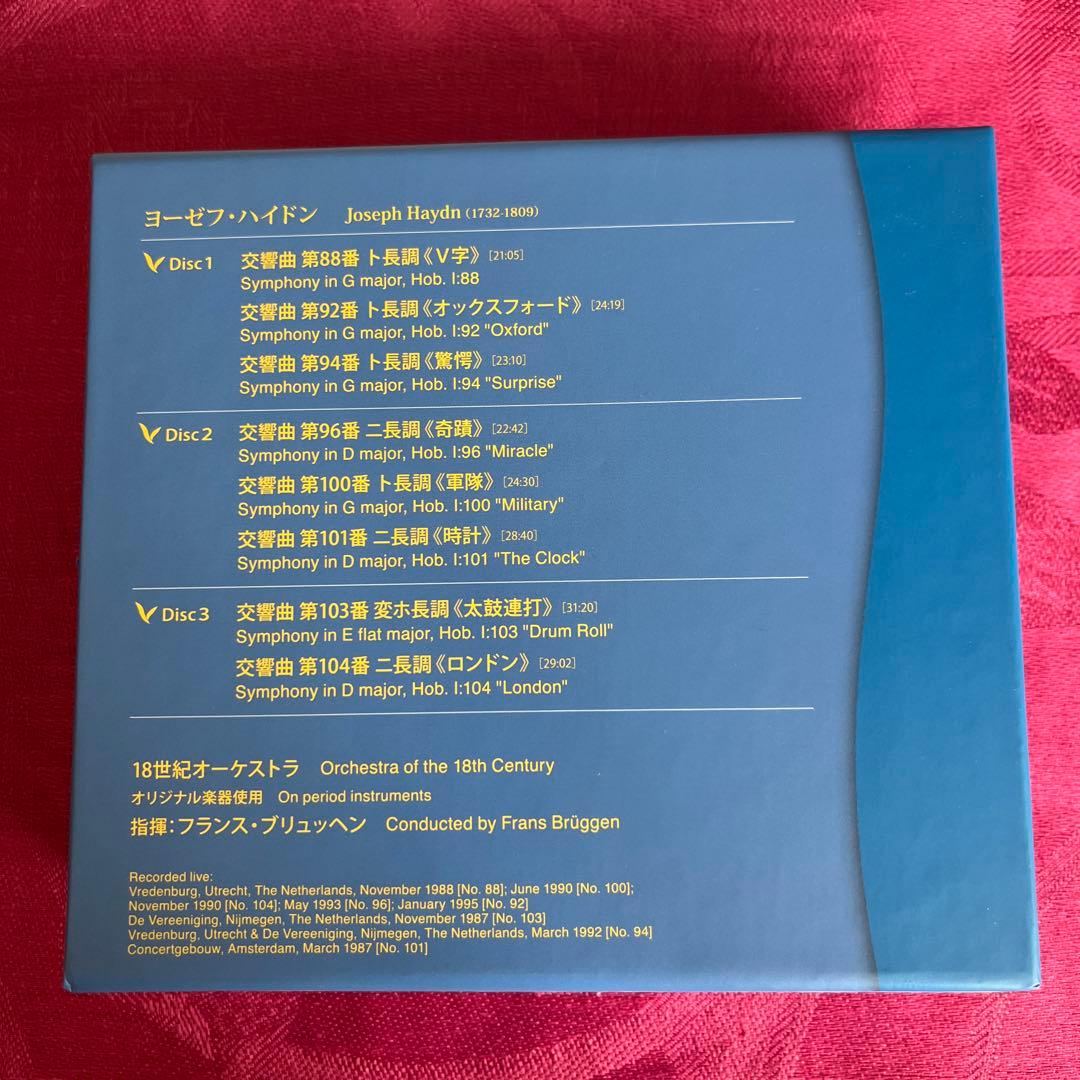 ヨーゼフ・ハイドン Joseph Haydn (1732-1809)
Disc 1 交響曲 第88番 ト長調《V字》 [21:05]
Symphony in G major, Hob. I:88
交響曲 第92番 ト長調《オックスフォード》 [24:19]
Symphony in G major, Hob. I:92 "Oxford"
交響曲 第94番 ト長調《驚愕》 [23:10]
Symphony in G major, Hob. I:94 "Surprise"
Disc 2 交響曲 第96番 ニ長調《奇蹟》 [22:42]
Symphony in D major, Hob. I:96 "Miracle"
交響曲 第100番 ト長調《軍隊》 [24:30]
Symphony in G major, Hob. I:100 "Military"
交響曲 第101番 ニ長調《時計》 [28:40]
Symphony in D major, Hob. I:101 "The Clock"
Disc 3 交響曲 第103番 変ホ長調《太鼓連打》 [31:20]
Symphony in E flat major, Hob. I:103 "Drum Roll"
交響曲 第104番 ニ長調《ロンドン》 [29:02]
Symphony in D major, Hob. I:104 "London"
18世紀オーケストラ Orchestra of the 18th Century
オリジナル楽器使用 On period instruments
指揮：フランス・ブリュッヘン Conducted by Frans Brüggen
Recorded live:
Vredenburg, Utrecht, The Netherlands, November 1988 [No. 88]; June 1990 [No. 100];
November 1990 [No. 104]; May 1993 [No. 96]; January 1995 [No. 92]
De Vereeniging, Nijmegen, The Netherlands, November 1987 [No. 103]
Vredenburg, Utrecht & De Vereeniging, Nijmegen, The Netherlands, March 1992 [No. 94]
Concertgebouw, Amsterdam, March 1987 [No. 101]